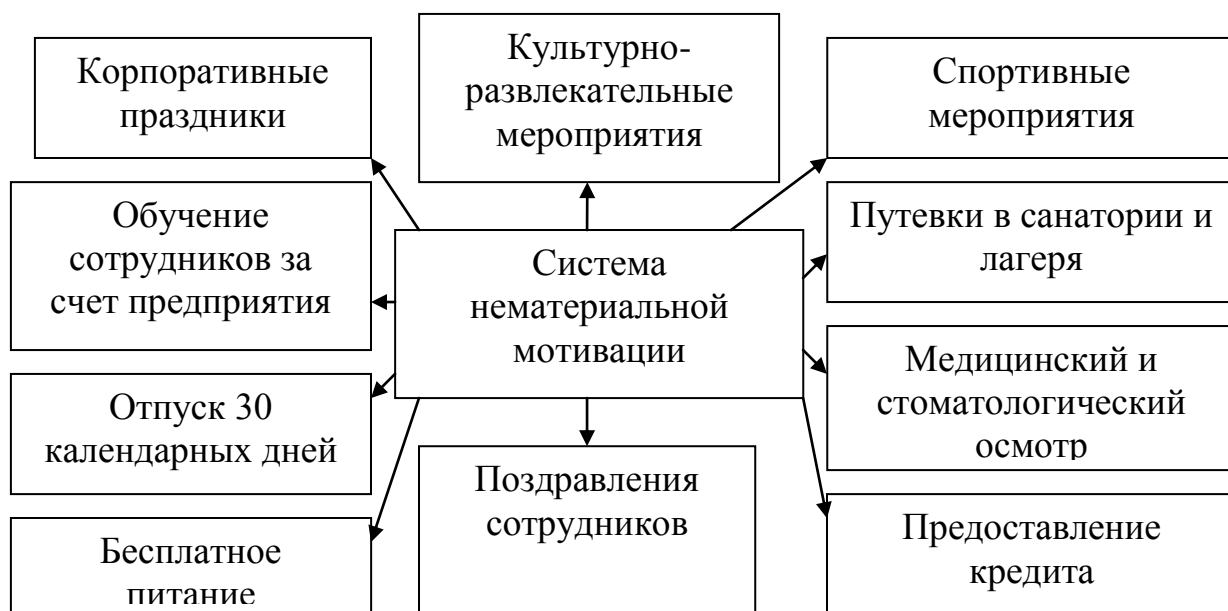 Корпоративные
праздники
Культурно-
развлекательные
мероприятия
Спортивные
мероприятия
Обучение
сотрудников за
счет предприятия
Система
нематериальной
мотивации
Путевки в санатории и
лагеря
Отпуск 30
календарных дней
Медицинский и
стоматологический
осмотр
Бесплатное
питание
Поздравления
сотрудников
Предоставление
кредита